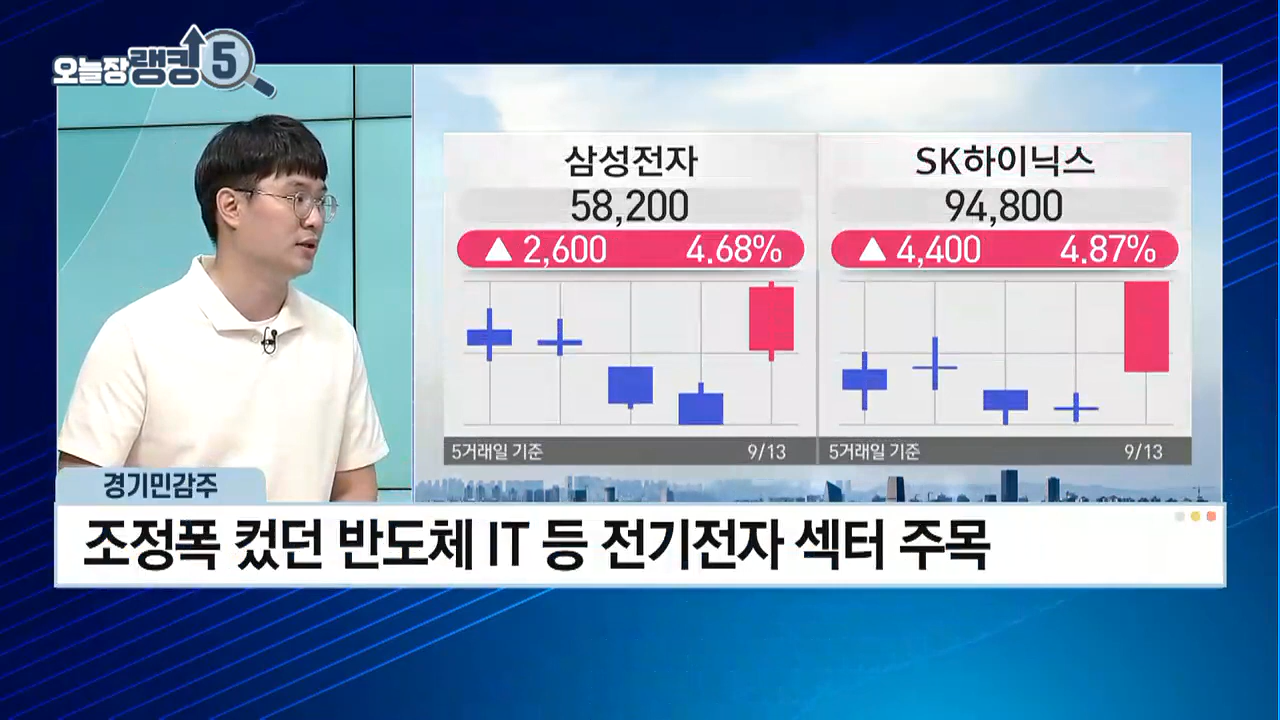 오늘장 랭킹 5
삼성전자
58,200
▲ 2,600 4.68%
5거래일 기준 9/13
SK하이닉스
94,800
▲ 4,400 4.87%
5거래일 기준 9/13
경기민감주
조정폭 컸던 반도체 IT 등 전기전자 섹터 주목